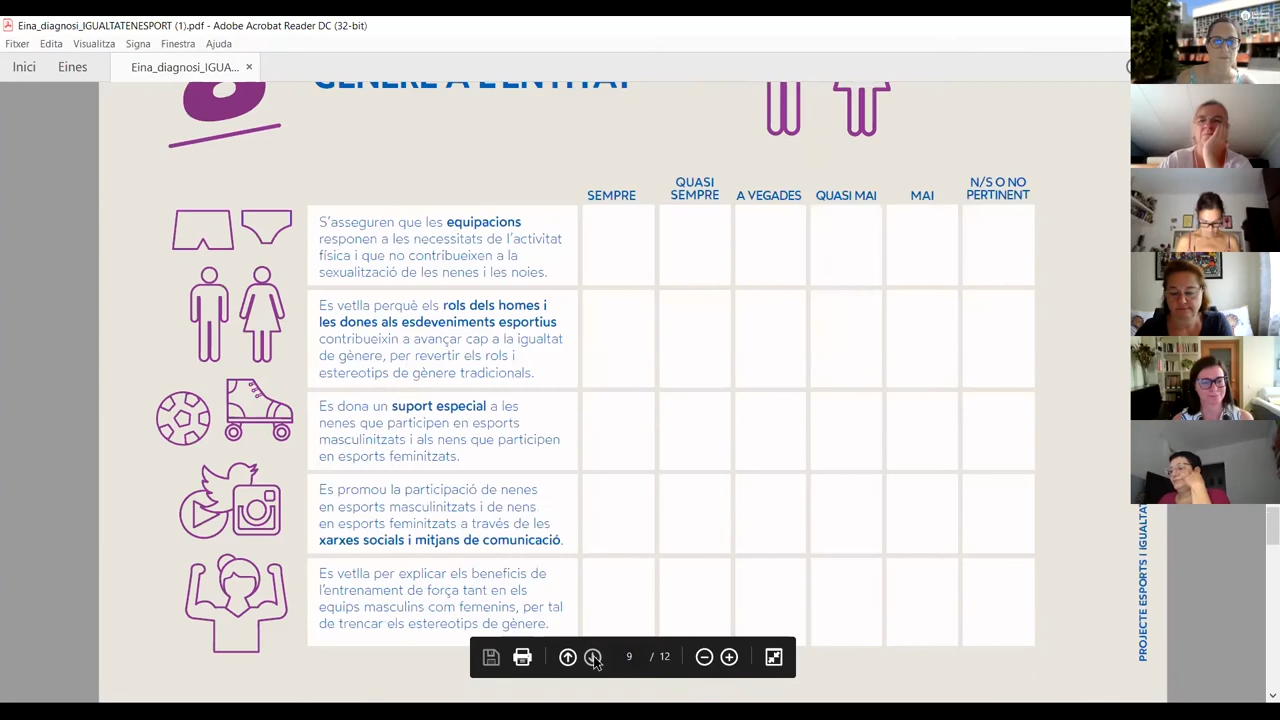 Eina_diagnosi_IGUALTATENESPORT (1).pdf - Adobe Acrobat Reader DC (32-bit)
Fitxer Edita Visualitza Signa Finestra Ajuda
Inici Eines Eina_diagnosi_IGUA... ×
GÈNERE A L'ENTITAT
SEMPRE
QUASI
SEMPRE
A VEGADES
QUASI MAI
MAI
N/S O NO
PERTINENT
S'asseguren que les equipacions
responen a les necessitats de l'activitat
física i que no contribueixen a la
sexualització de les nenes i les noies.
Es vetlla perquè els rols dels homes i
les dones als esdeveniments esportius
contribueixin a avançar cap a la igualtat
de gènere, per revertir els rols i
estereotips de gènere tradicionals.
Es dona un suport especial a les
nenes que participen en esports
masculinitzats i als nens que participen
en esports feminitzats.
Es promou la participació de nenes
en esports masculinitzats i de nens
en esports feminitzats a través de les
xarxes socials i mitjans de comunicació.
Es vetlla per explicar els beneficis de
l'entrenament de força tant en els
equips masculins com femenins, per tal
de trencar els estereotips de gènere.
PROJECTE ESPORTS I IGUALTAT
9 / 12